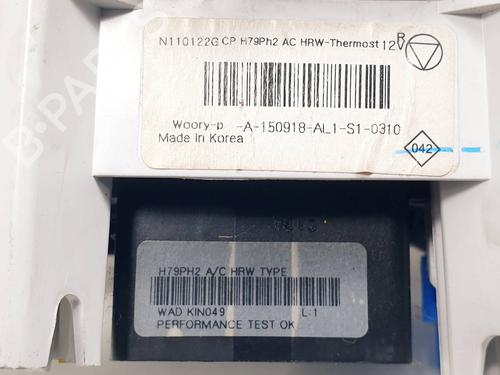 N110122G CP H79Ph2 AC HRW-Thermost 12V
R
Woory-p -A-150918-AL1-S1-0310
Made in Korea
042
H79PH2 A/C HRW TYPE
WAD KIN049 L:1
PERFORMANCE TEST OK
B-PARTS